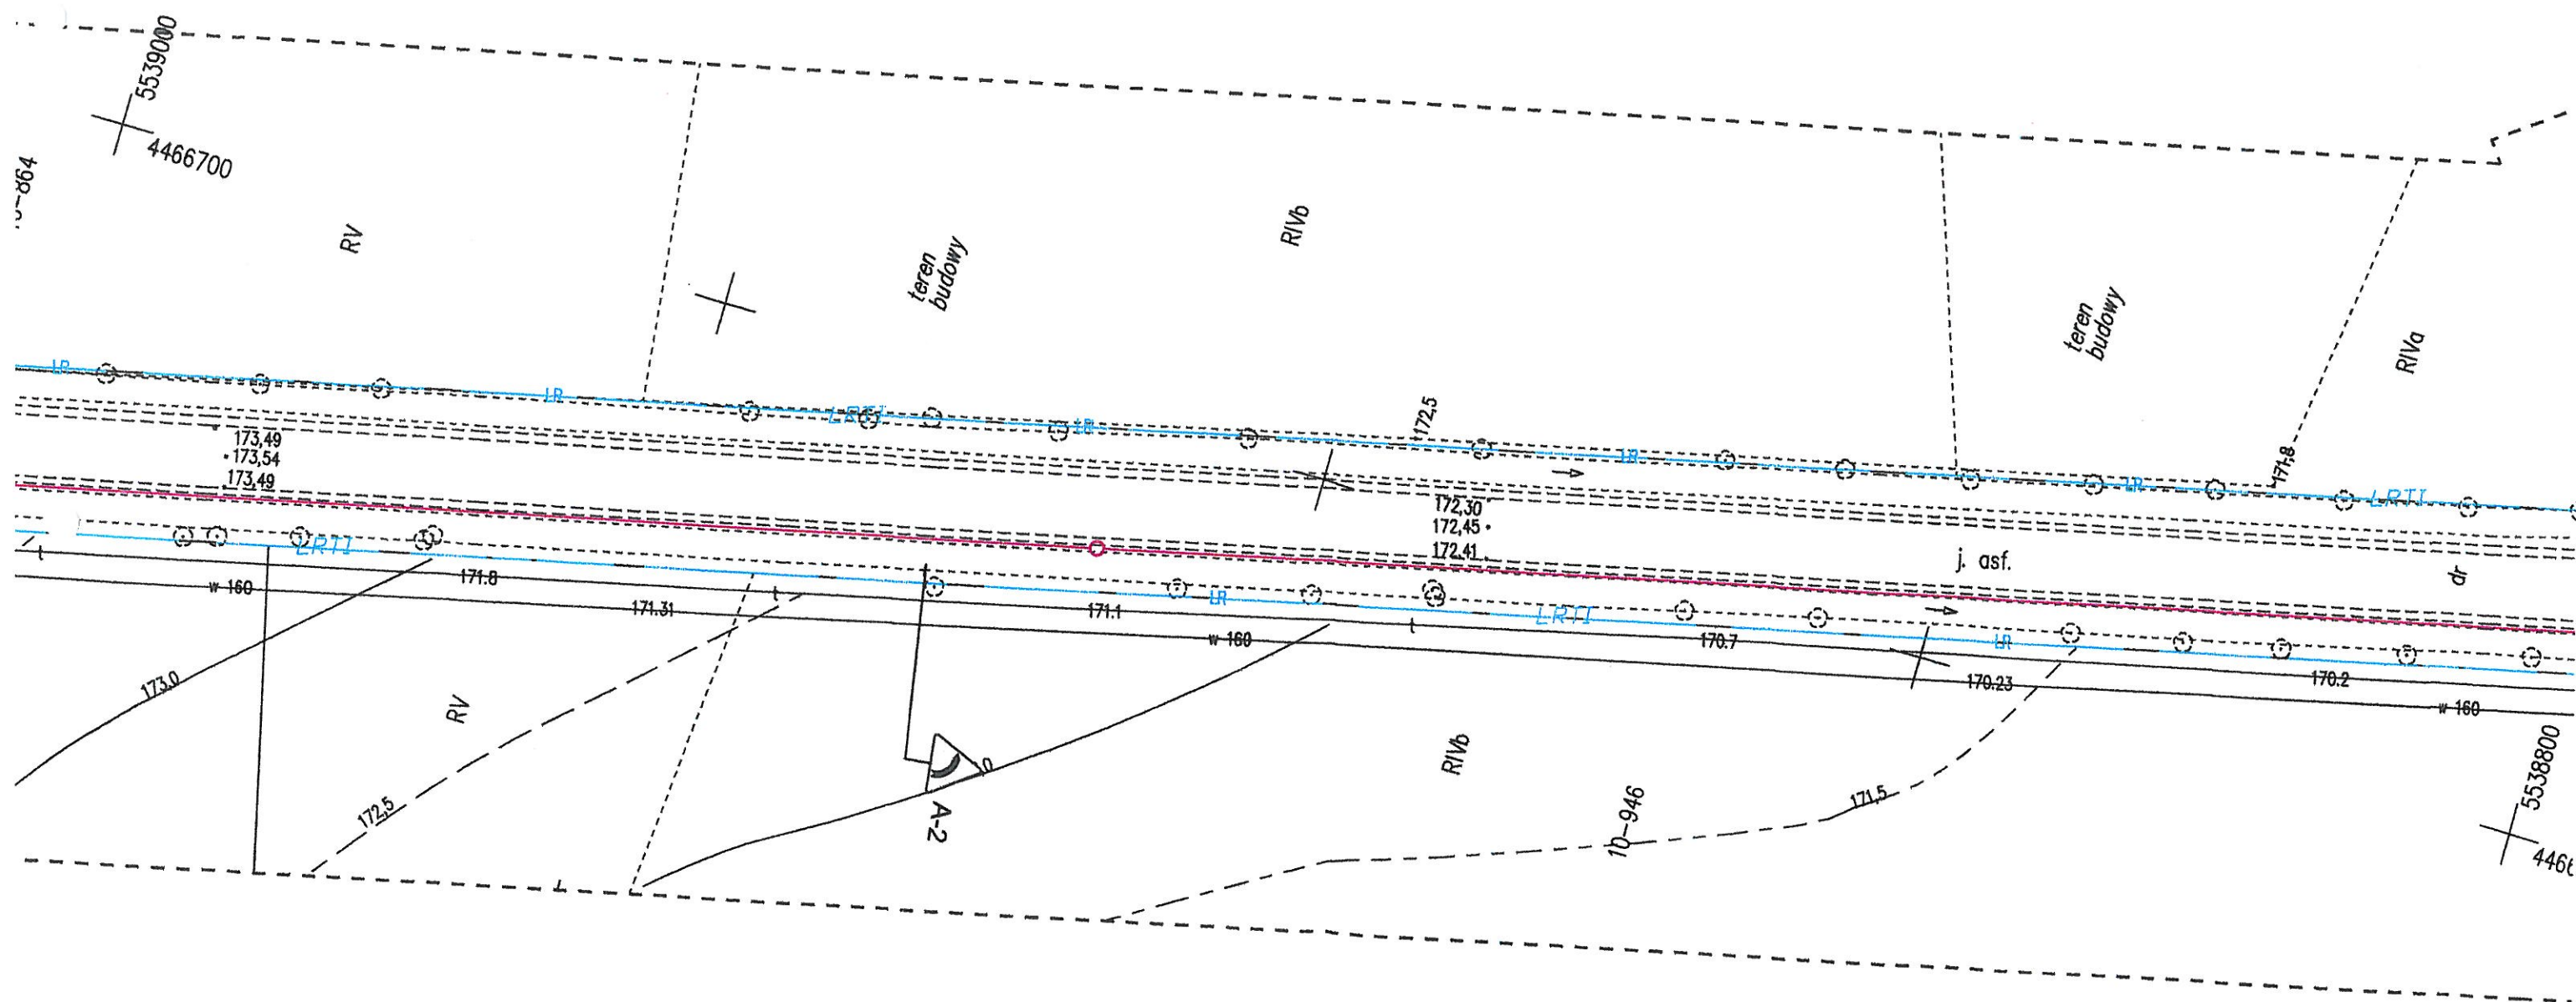 5539000
4466700
RV
teren
budowy
RIVb
teren
budowy
RIVa
LR
LR
LRTI
LR
172,5
LR
LR
171,8
LRTI
173,49
173,54
173,49
172,30
172,45
172,41
j. asf.
dr
LRTI
t
w 160
171.8
171.31
t
171.1
LR
w 160
t
LRTI
170.7
LR
170.23
170.2
w 160
173,0
RV
172,5
A-2
RIVb
10-946
171,5
5538800